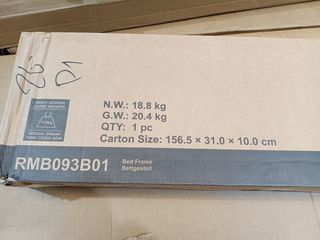 26-
D1
N.W.: 18.8 kg
G.W.: 20.4 kg
QTY: 1 pc
Carton Size: 156.5 × 31.0 × 10.0 cm
RMB093B01
Bed Frame
Bettgestell